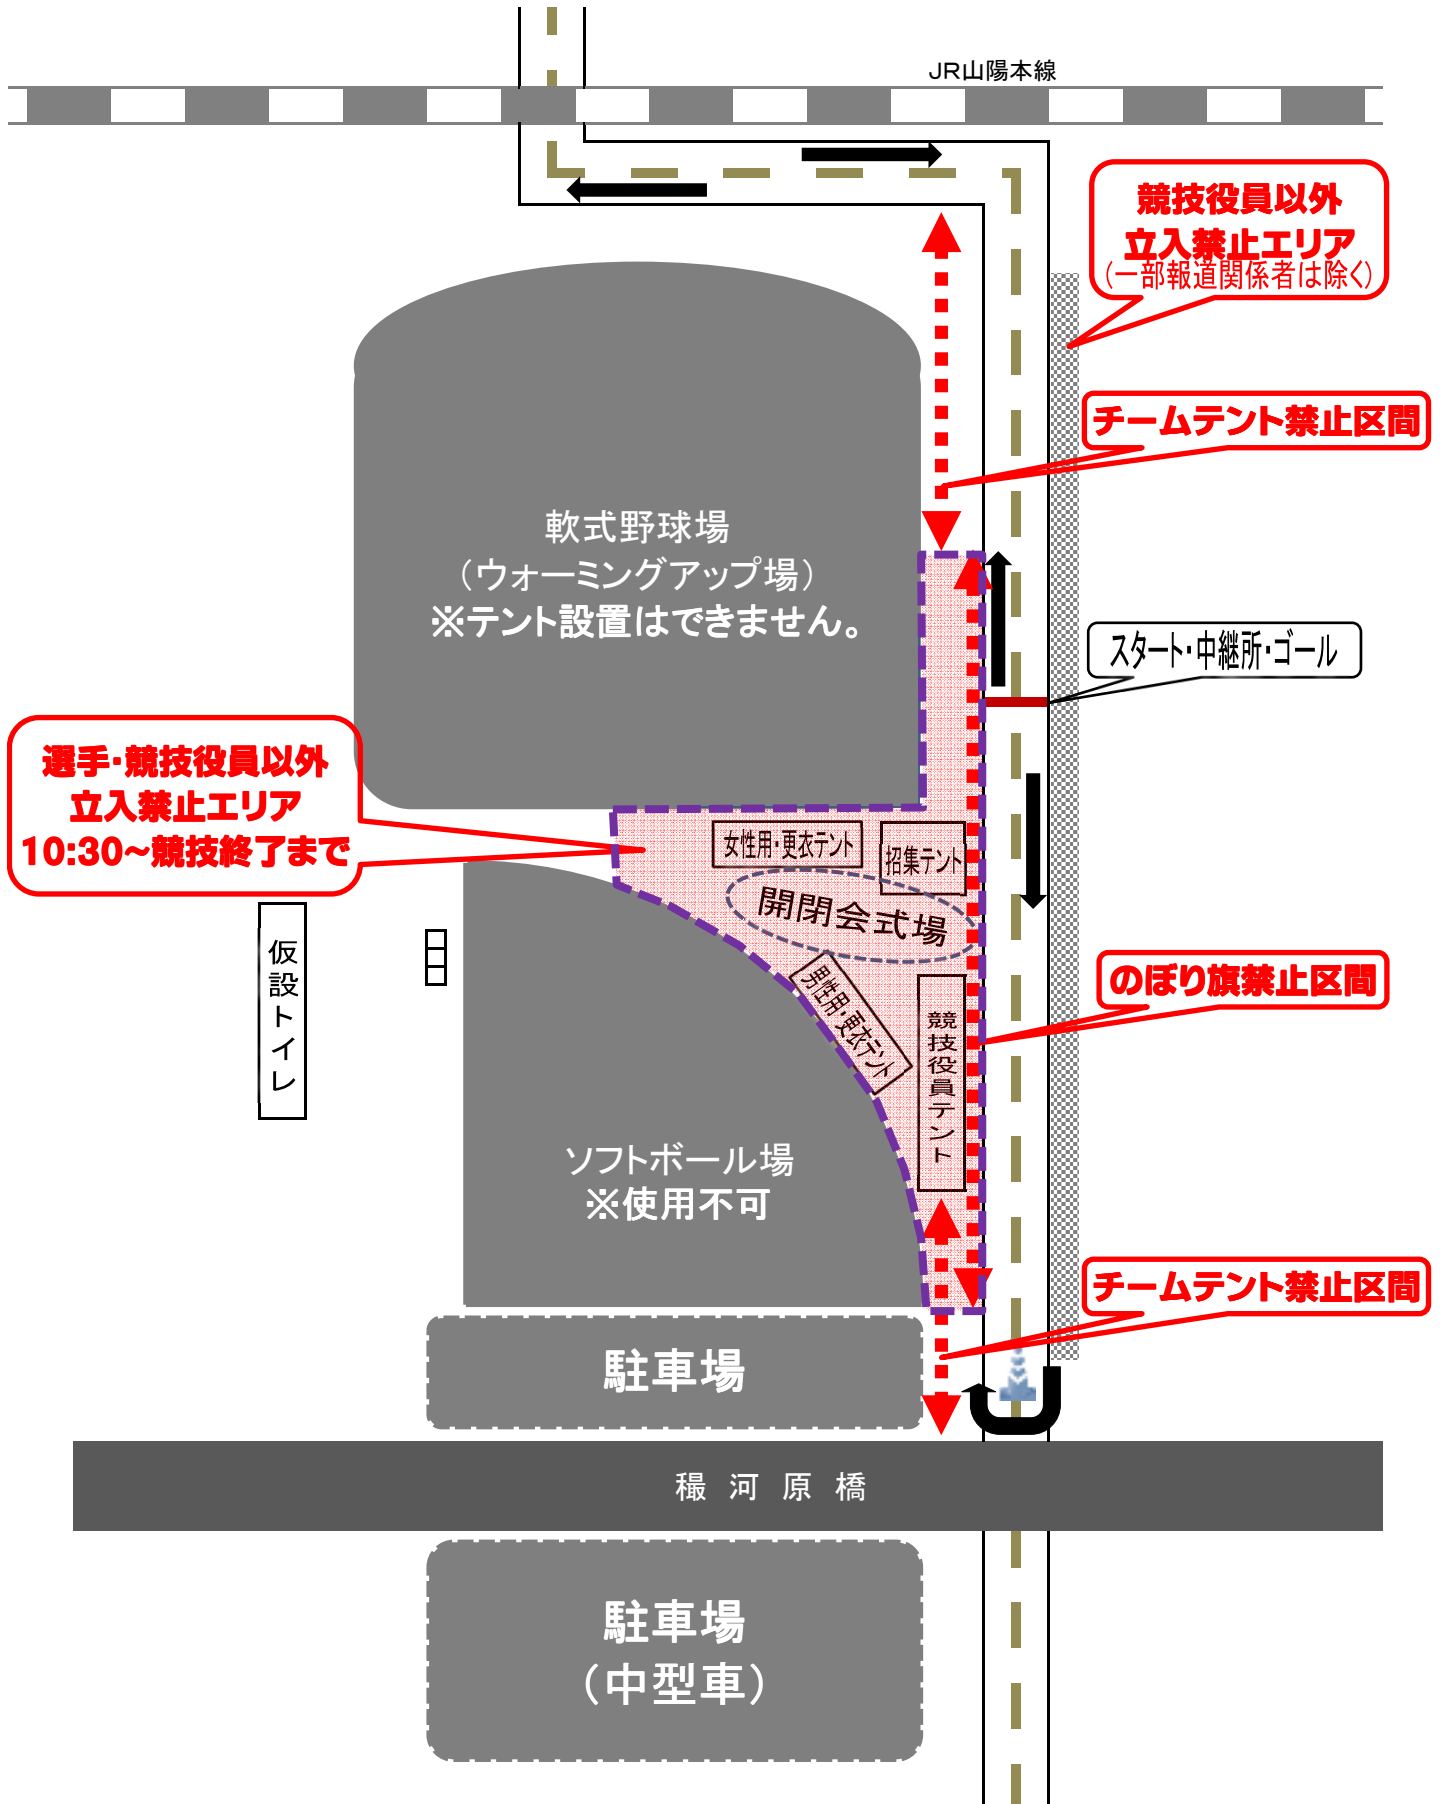 JR山陽本線
競技役員以外
立入禁止エリア
(一部報道関係者は除く)
チームテント禁止区間
軟式野球場
(ウォーミングアップ場)
※テント設置はできません。
スタート・中継所・ゴール
選手・競技役員以外
立入禁止エリア
10:30~競技終了まで
女性用・更衣テント
招集テント
開閉会式場
仮設トイレ
男性用・更衣テント
競技役員テント
のぼり旗禁止区間
ソフトボール場
※使用不可
チームテント禁止区間
駐車場
穝河原橋
駐車場
(中型車)